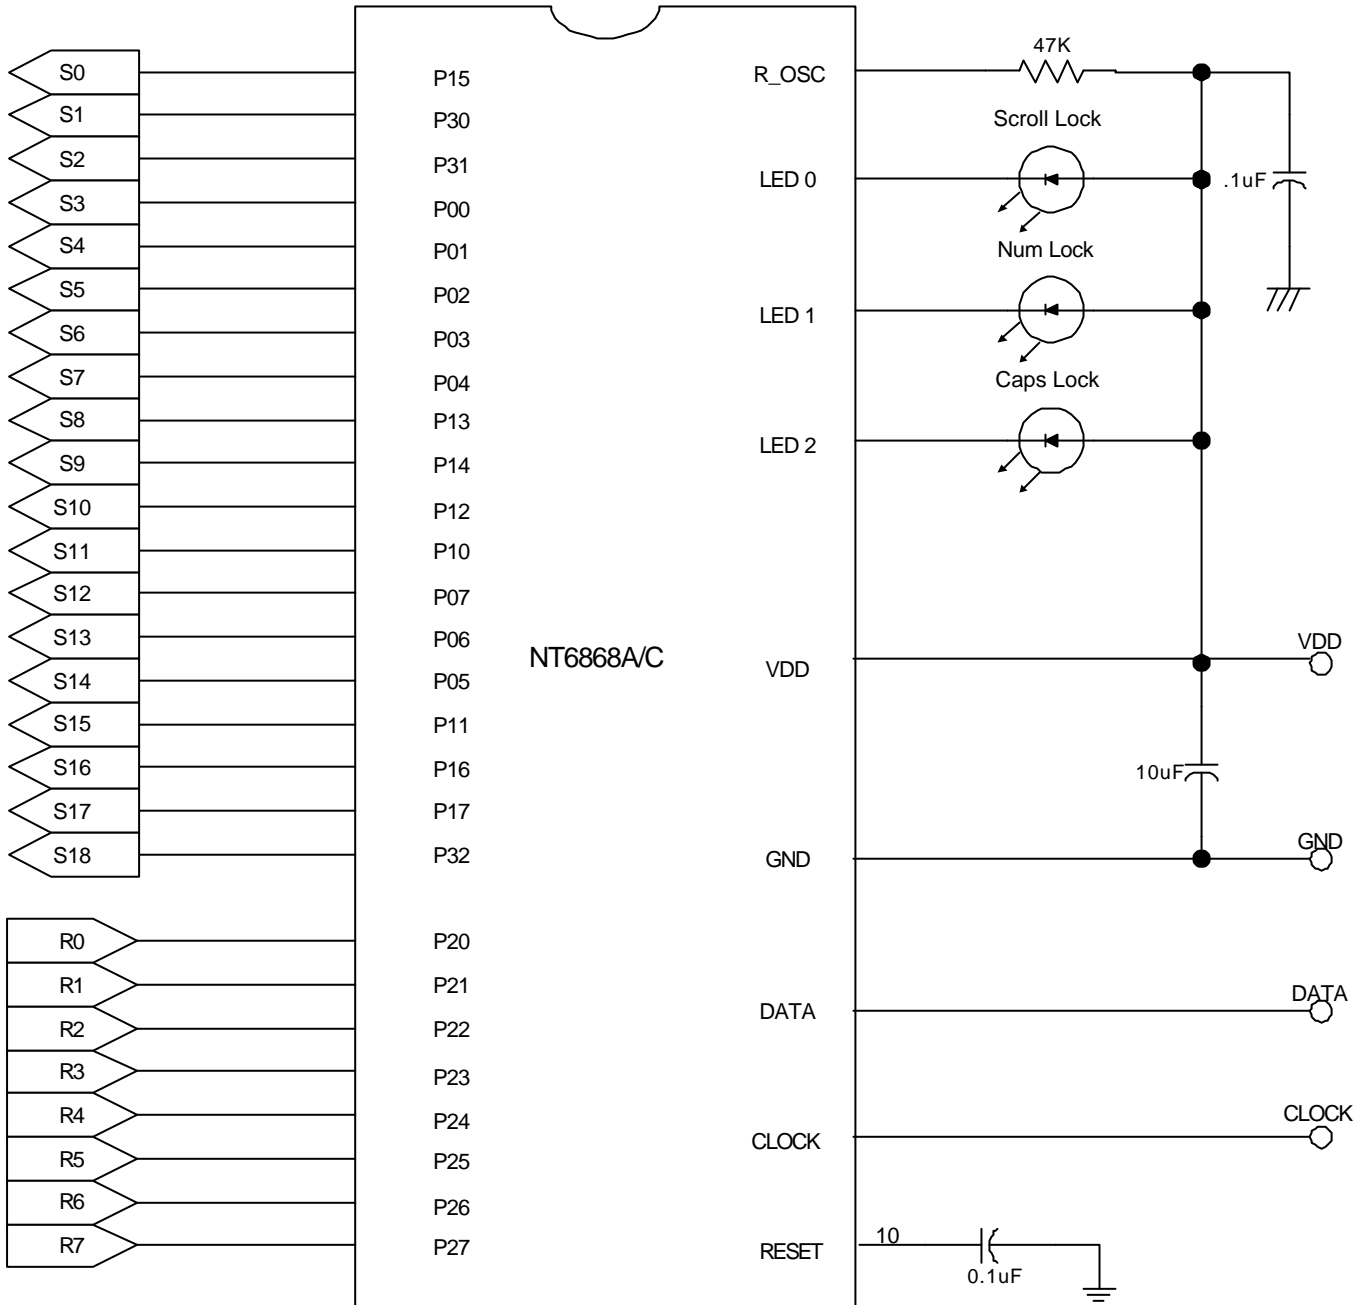 S0 P15 R_OSC 47K
S1 P30 Scroll Lock
S2 P31 LED 0 .1uF
S3 P00
S4 P01 Num Lock
S5 P02
S6 P03 LED 1
S7 P04 Caps Lock
S8 P13
S9 P14 LED 2
S10 P12
S11 P10
S12 P07
S13 P06 NT6868A/C VDD VDD
S14 P05
S15 P11
S16 P16 10uF
S17 P17
S18 P32 GND GND
R0 P20
R1 P21
R2 P22 DATA DATA
R3 P23
R4 P24 CLOCK CLOCK
R5 P25
R6 P26
R7 P27 RESET 10
0.1uF